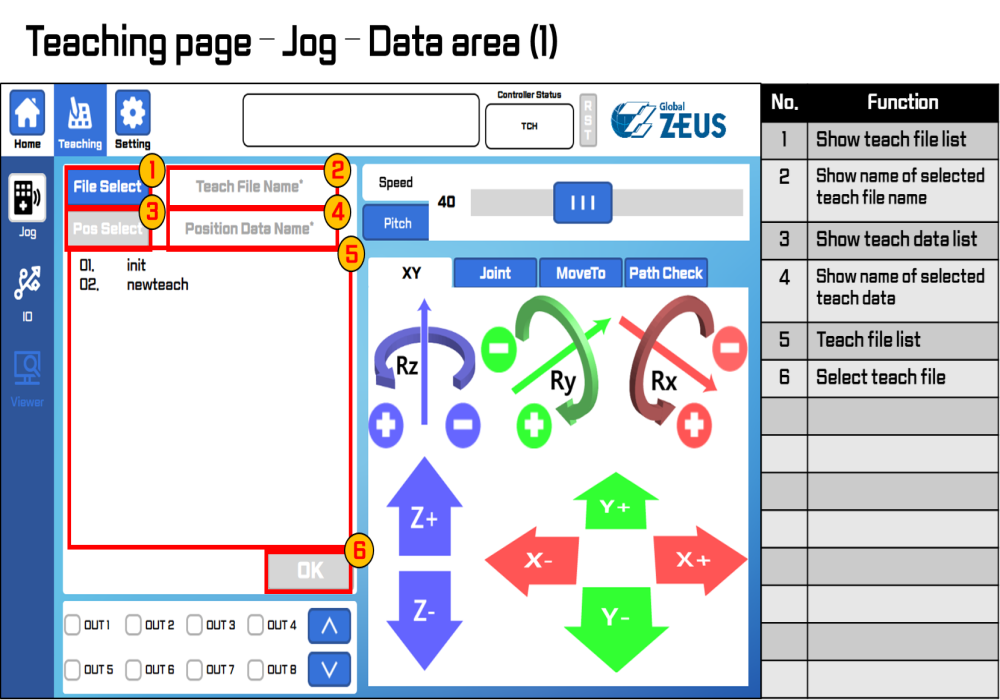 Teaching page - Jog - Data area (1)
Home
Teaching
Setting
Controller Status
TCH
RST
Global
ZEUS
Jog
IO
Viewer
File Select
1
Teach File Name*
2
Pos Select
3
Position Data Name*
4
5
01. init
02. newteach
OK
6
OUT 1
OUT 2
OUT 3
OUT 4
OUT 5
OUT 6
OUT 7
OUT 8
Speed
40
Pitch
XY
Joint
MoveTo
Path Check
Rz
Ry
Rx
Z+
Z-
Y+
X-
X+
Y-
No. Function
1 Show teach file list
2 Show name of selected
teach file name
3 Show teach data list
4 Show name of selected
teach data
5 Teach file list
6 Select teach file